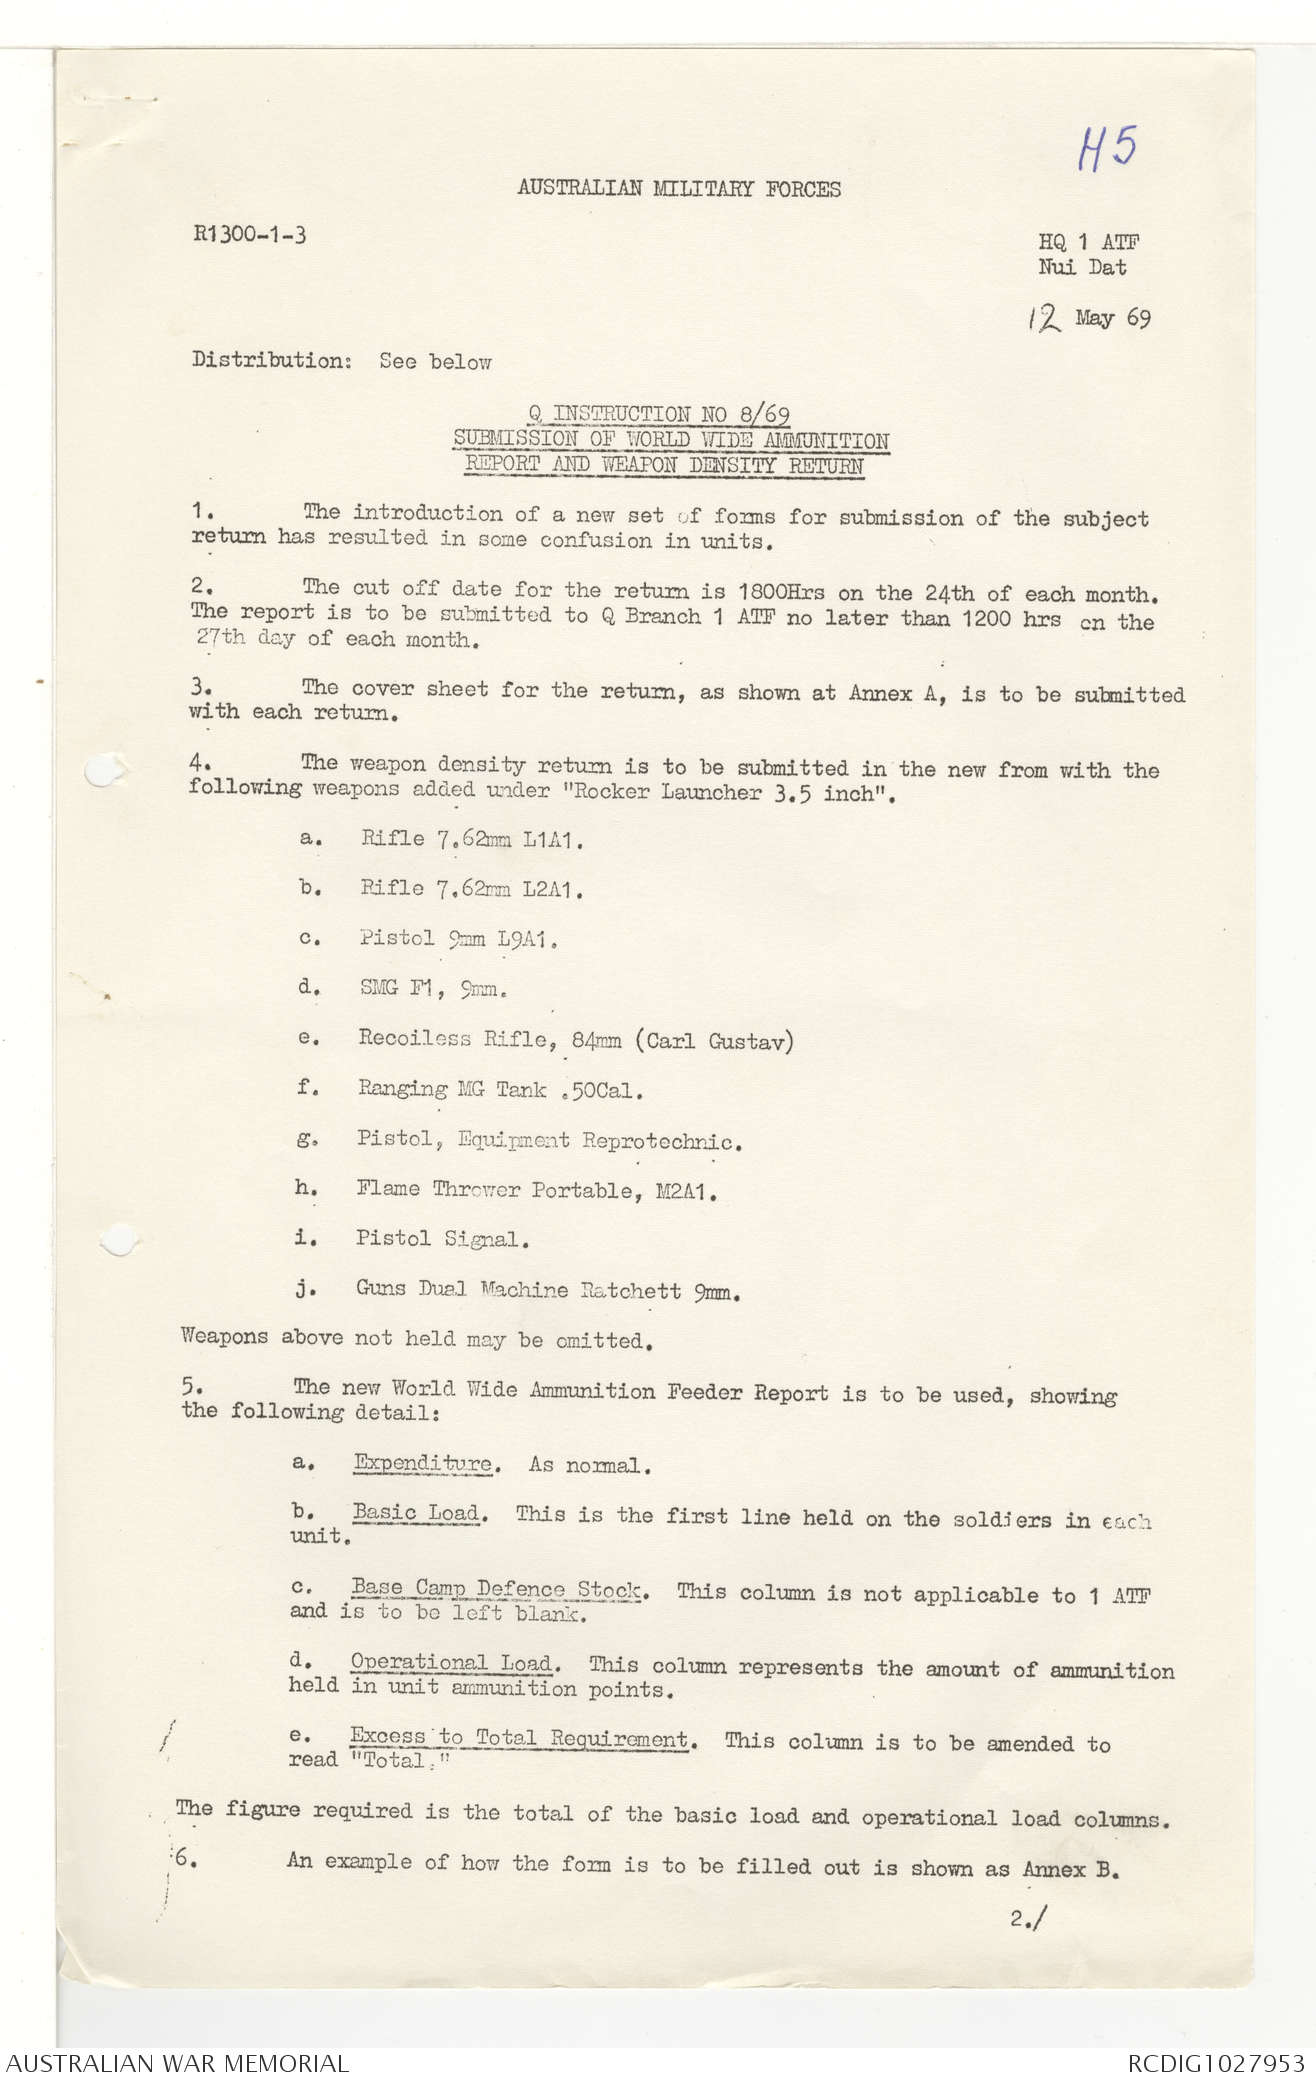 H5
AUSTRALIAN MILITARY FORCES
R1300-1-3
HQ 1 ATF
Nui Dat
12 May 69
Distribution: See below
Q INSTRUCTION NO 8/69
SUBMISSION OF WORLD WIDE AMMUNITION
REPORT AND WEAPON DENSITY RETURN
1. The introduction of a new set of forms for submission of the subject
return has resulted in some confusion in units.
2. The cut off date for the return is 1800Hrs on the 24th of each month.
The report is to be submitted to Q Branch 1 ATF no later than 1200 hrs on the
27th day of each month.
3. The cover sheet for the return, as shown at Annex A, is to be submitted
with each return.
4. The weapon density return is to be submitted in the new from with the
following weapons added under "Rocker Launcher 3.5 inch".
a. Rifle 7.62mm L1A1.
b. Rifle 7.62mm L2A1.
c. Pistol 9mm L9A1.
d. SMG F1, 9mm.
e. Recoiless Rifle, 84mm (Carl Gustav)
f. Ranging MG Tank .50Cal.
g. Pistol, Equipment Reprotechnic.
h. Flame Thrower Portable, M2A1.
i. Pistol Signal.
j. Guns Dual Machine Ratchett 9mm.
Weapons above not held may be omitted.
5. The new World Wide Ammunition Feeder Report is to be used, showing
the following detail:
a. Expenditure. As normal.
b. Basic Load. This is the first line held on the soldiers in each
unit.
c. Base Camp Defence Stock. This column is not applicable to 1 ATF
and is to be left blank.
d. Operational Load. This column represents the amount of ammunition
held in unit ammunition points.
e. Excess to Total Requirement. This column is to be amended to
read "Total."
The figure required is the total of the basic load and operational load columns.
6. An example of how the form is to be filled out is shown as Annex B.
2./
AUSTRALIAN WAR MEMORIAL
RCDIG1027953